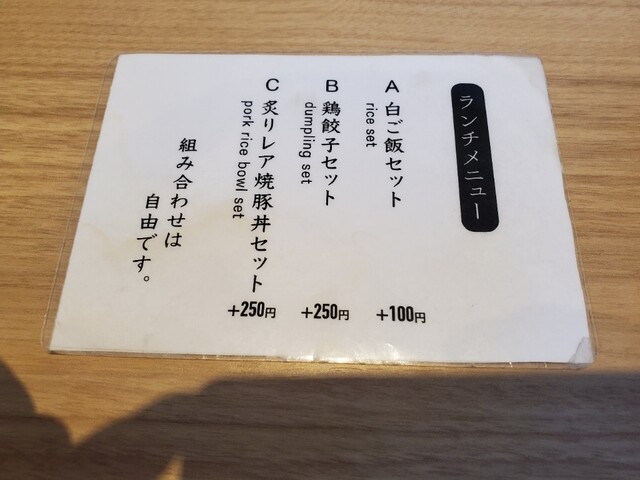 ランチメニュー
A 白ご飯セット
rice set
+100円
B 鶏餃子セット
dumpling set
+250円
C 炙りレア焼豚丼セット
pork rice bowl set
+250円
組み合わせは
自由です。